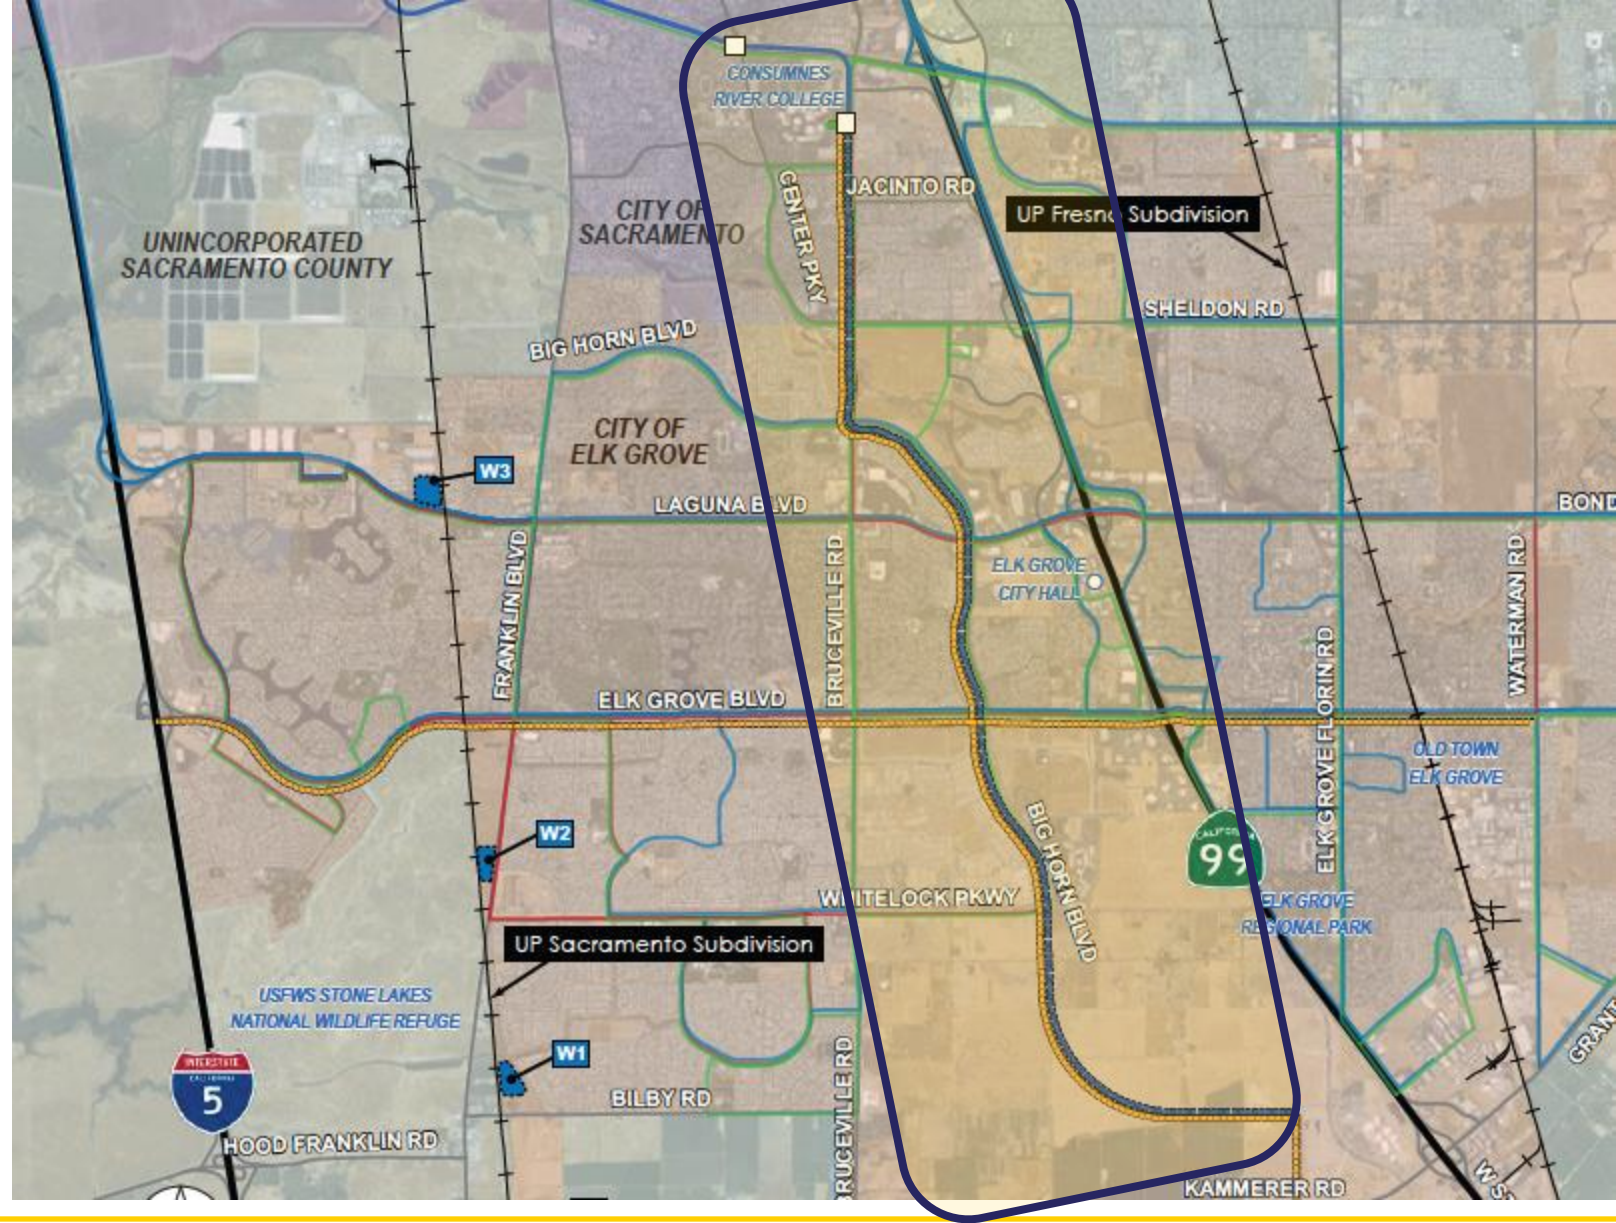 CONSUMNES
RIVER COLLEGE
CENTER PKY
JACINTO RD
UP Fresno Subdivision
CITY OF
SACRAMENTO
UNINCORPORATED
SACRAMENTO COUNTY
SHELDON RD
BIG HORN BLVD
CITY OF
ELK GROVE
W3
LAGUNA BLVD
BOND
FRANKLIN BLVD
BRUCEVILLE RD
ELK GROVE
CITY HALL
WATERMAN RD
ELK GROVE FLORIN RD
ELK GROVE BLVD
OLD TOWN
ELK GROVE
W2
BIG HORN BLVD
CALIFORNIA
99
WHITELOCK PKWY
ELK GROVE
REGIONAL PARK
UP Sacramento Subdivision
USFWS STONE LAKES
NATIONAL WILDLIFE REFUGE
GRANT
W1
INTERSTATE
CALIFORNIA
5
BILBY RD
BRUCEVILLE RD
HOOD FRANKLIN RD
KAMMERER RD